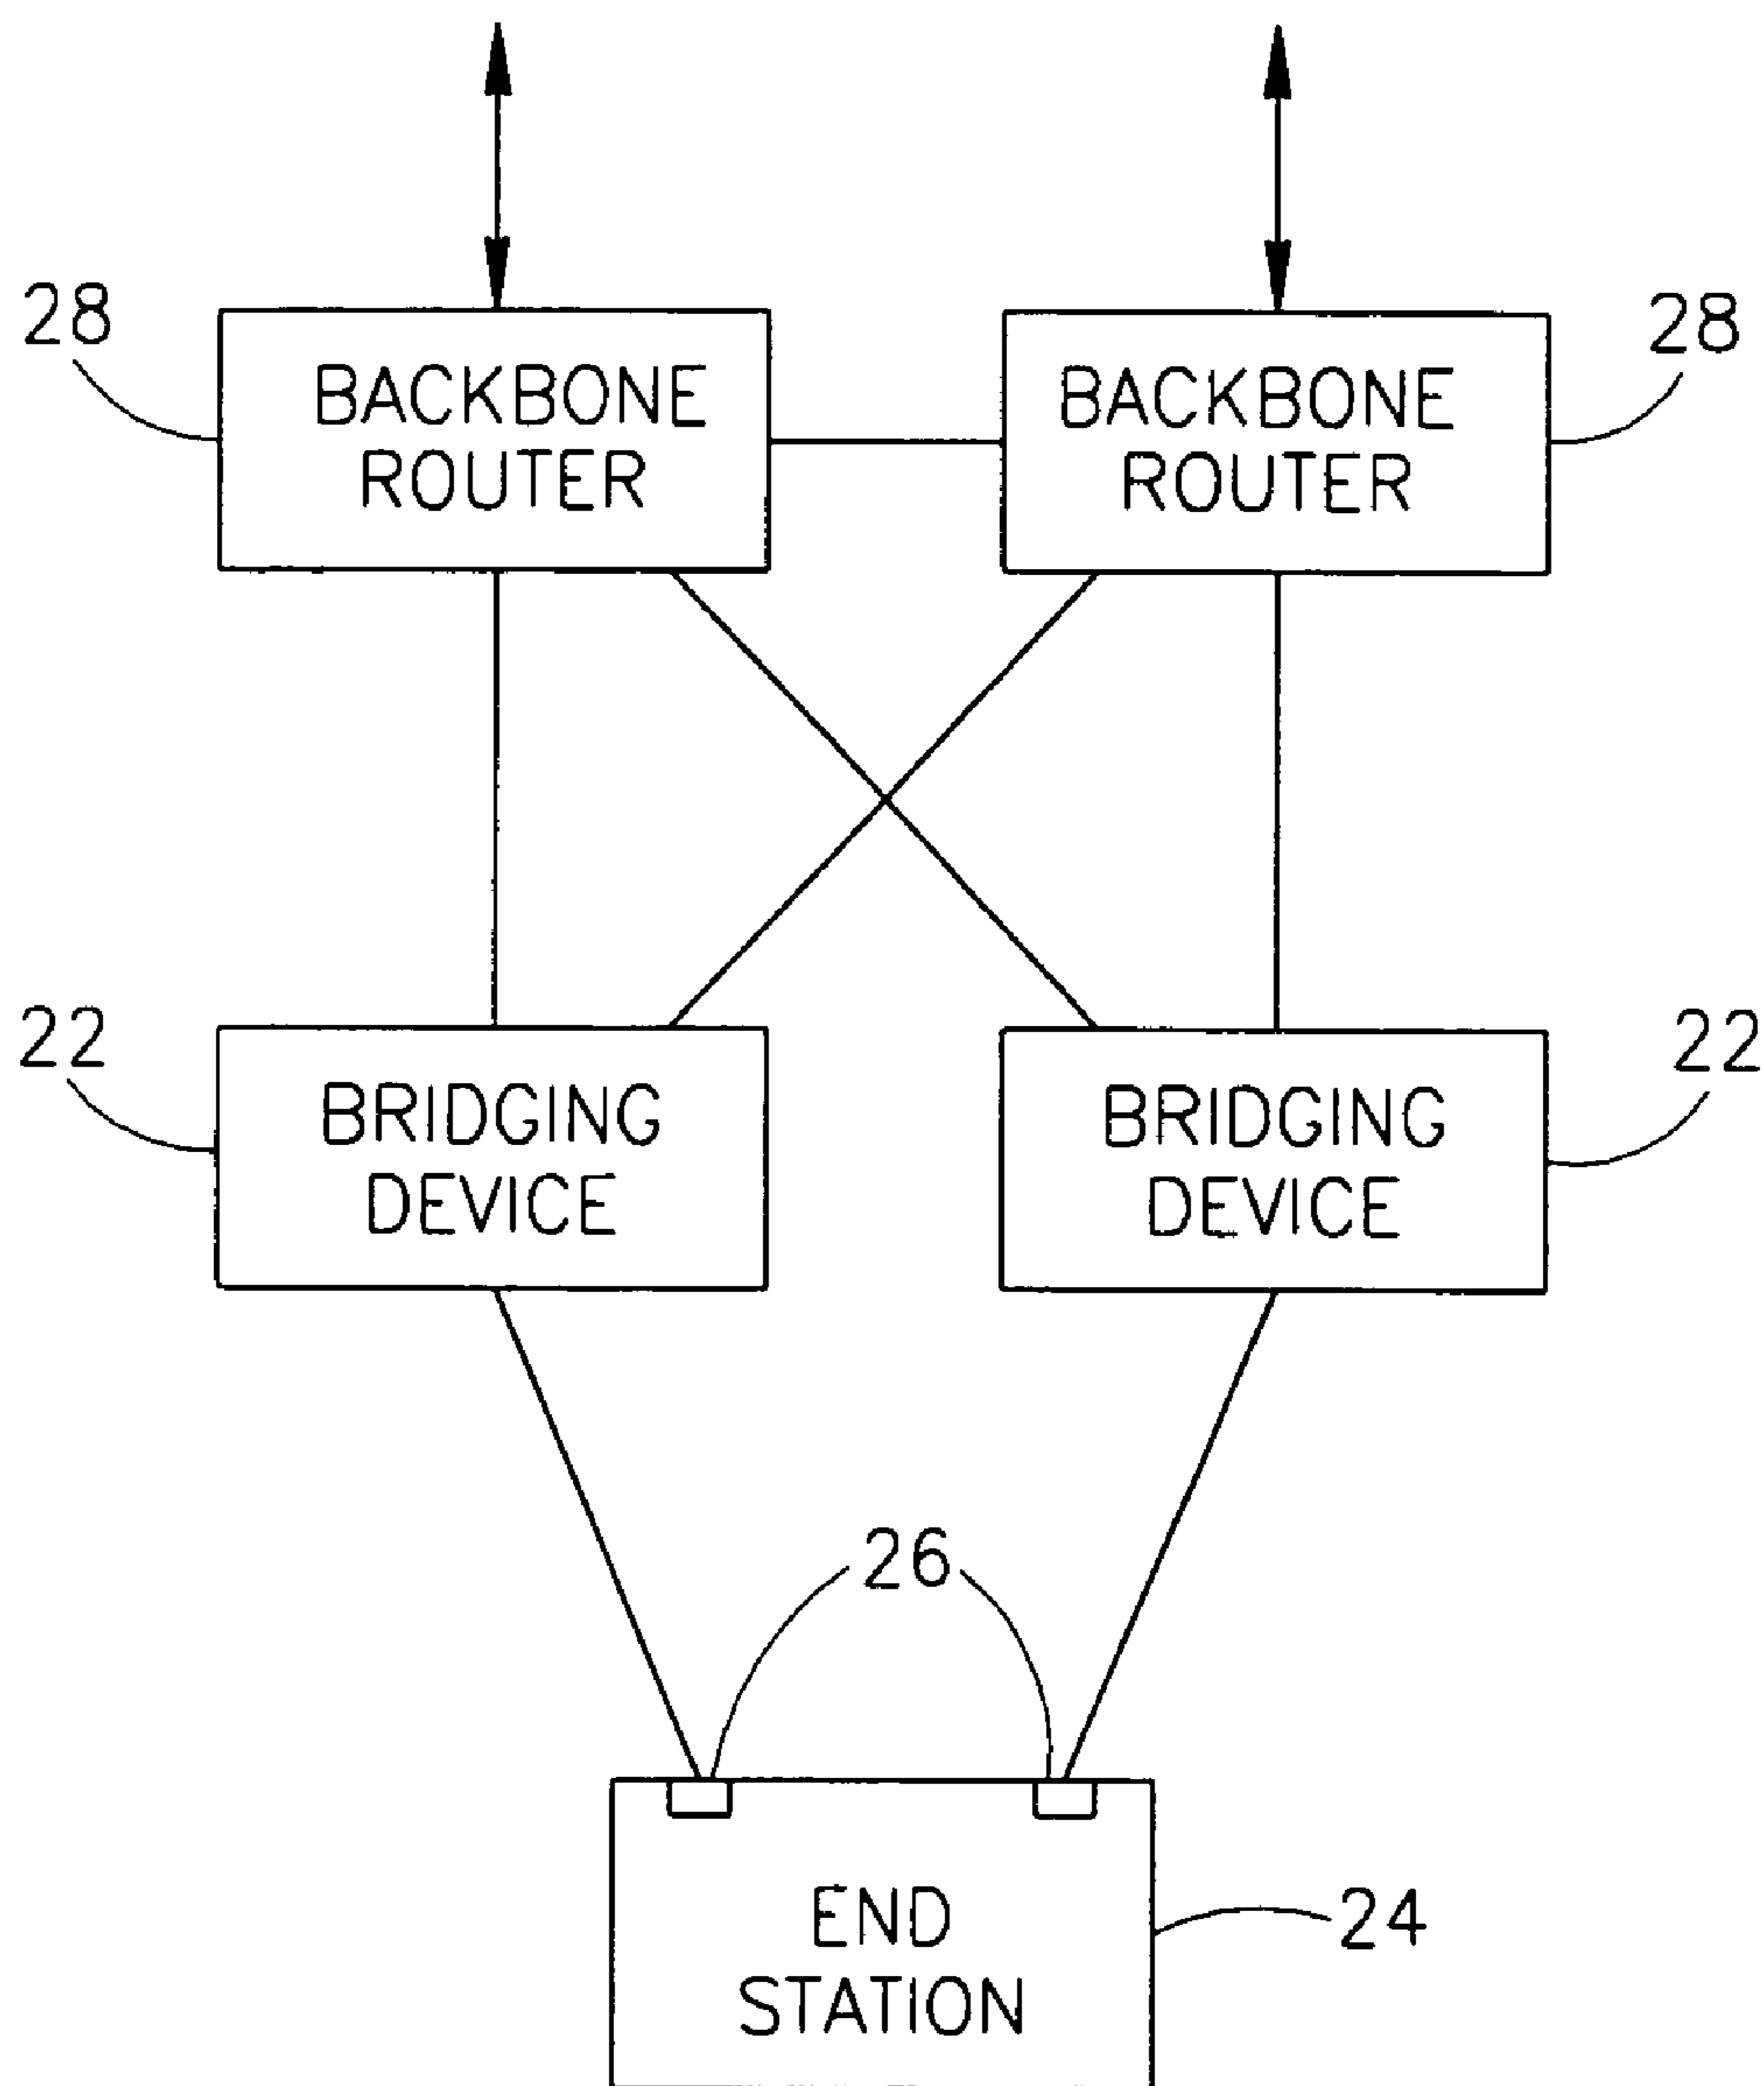 28
28
BACKBONE
ROUTER
BACKBONE
ROUTER
22
22
BRIDGING
DEVICE
BRIDGING
DEVICE
26
END
STATION
24